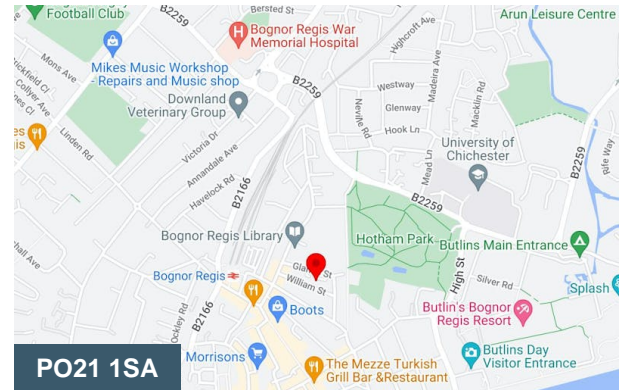 Football Club
Bersted St
Arun Leisure Centre
Bognor Regis War
Memorial Hospital
B2259
Highcroft Ave
Mons Ave
Mikes Music Workshop
- Repairs and Music shop
Westway
Madeira Ave
Macklin Rd
Glenway
Neville Rd
Hook Ln
Downland
Veterinary Group
Collyer Ave
Linden Rd
Victoria Dr
Annandale Ave
Havelock Rd
B2166
Mead Ln
University of
Chichester
B2259
Rife Way
B2259
Bognor Regis Library
Hotham Park
Butlins Main Entrance
High St
Bognor Regis
William St
Silver Rd
Splash
Boots
Butlin's Bognor
Regis Resort
B2166
Morrisons
The Mezze Turkish
Grill Bar &Restaurant
Butlins Day
Visitor Entrance
PO21 1SA